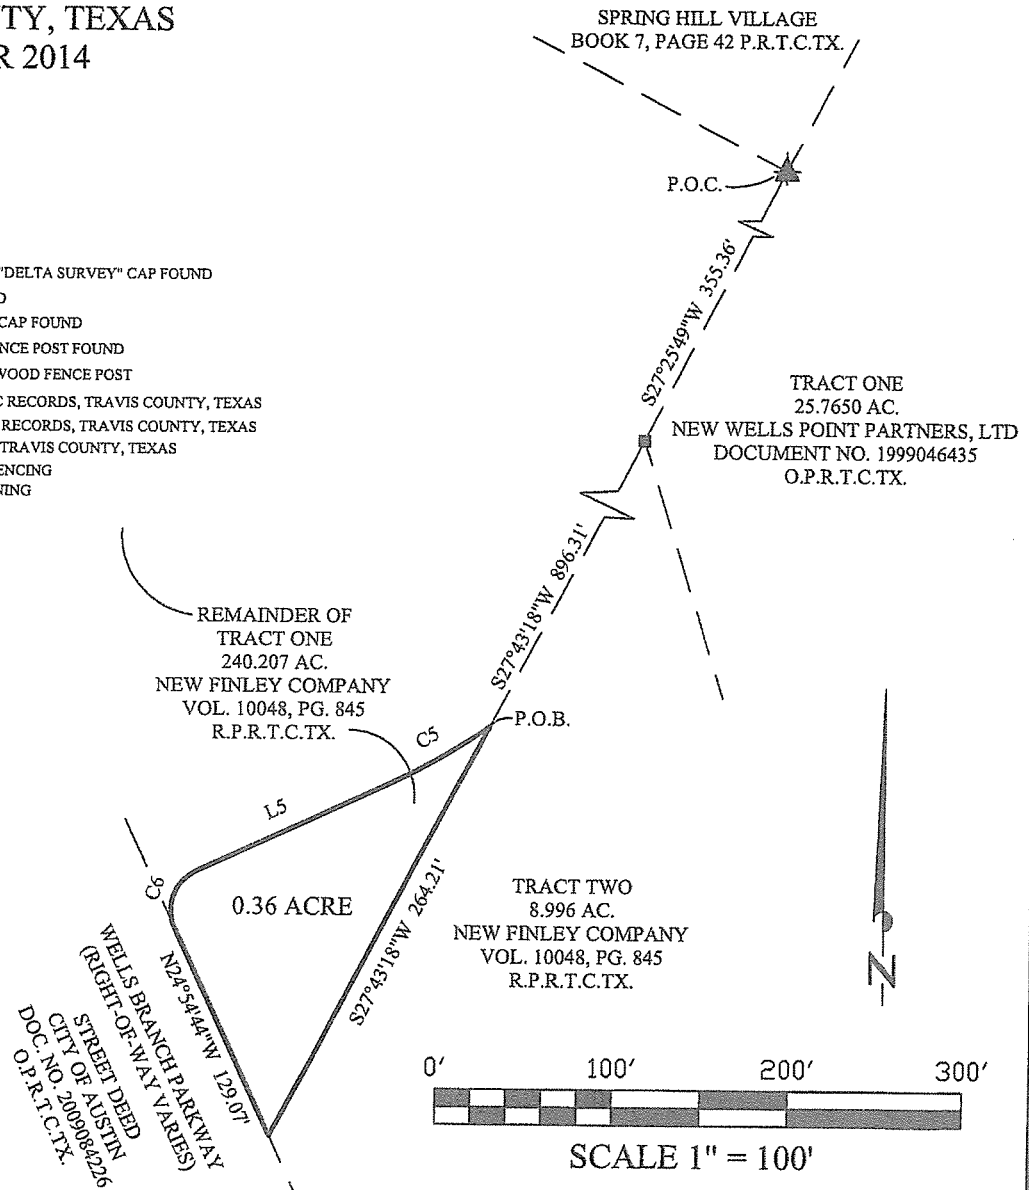 TY, TEXAS
R 2014
SPRING HILL VILLAGE
BOOK 7, PAGE 42 P.R.T.C.TX.
P.O.C.
"DELTA SURVEY" CAP FOUND
D
CAP FOUND
NCE POST FOUND
WOOD FENCE POST
C RECORDS, TRAVIS COUNTY, TEXAS
RECORDS, TRAVIS COUNTY, TEXAS
TRAVIS COUNTY, TEXAS
ENCING
NING
S27°25'49"W 355.36'
TRACT ONE
25.7650 AC.
NEW WELLS POINT PARTNERS, LTD
DOCUMENT NO. 1999046435
O.P.R.T.C.TX.
S27°43'18"W 896.31'
REMAINDER OF
TRACT ONE
240.207 AC.
NEW FINLEY COMPANY
VOL. 10048, PG. 845
R.P.R.T.C.TX.
P.O.B.
C5
L5
C6
0.36 ACRE
S27°43'18"W 264.21'
TRACT TWO
8.996 AC.
NEW FINLEY COMPANY
VOL. 10048, PG. 845
R.P.R.T.C.TX.
N24°54'44"W 129.07'
WELLS BRANCH PARKWAY
(RIGHT-OF-WAY VARIES)
STREET DEED
CITY OF AUSTIN
DOC. NO. 2009084226
O.P.R.T.C.TX.
N
0' 100' 200' 300'
SCALE 1" = 100'